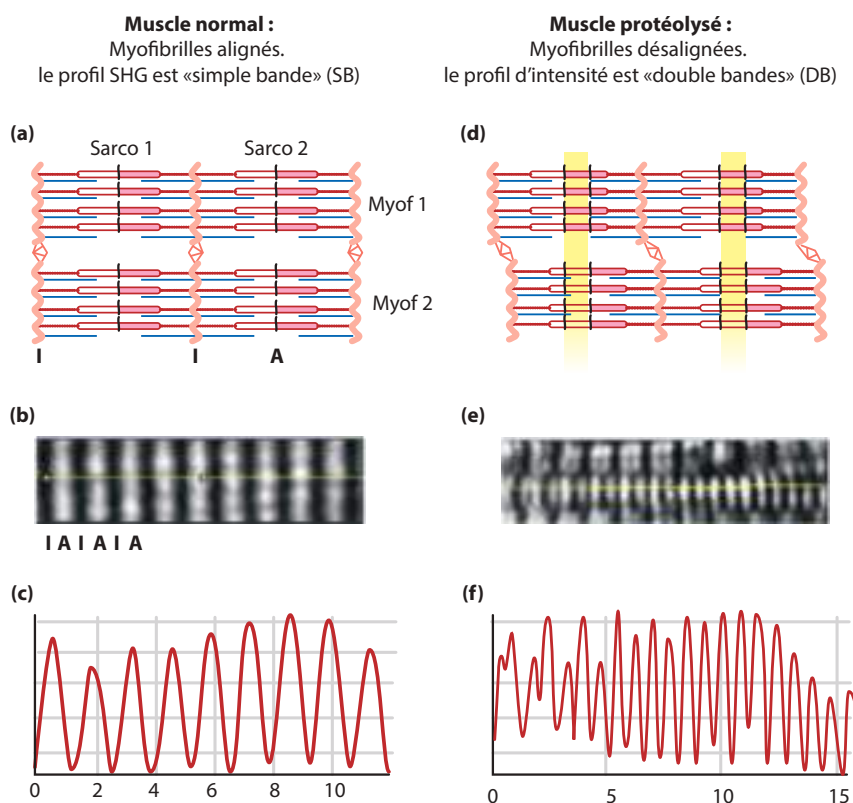 Muscle normal :
Myofibrilles alignés.
le profil SHG est «simple bande» (SB)
Muscle protéolysé :
Myofibrilles désalignées.
le profil d'intensité est «double bandes» (DB)
(a)
Sarco 1 Sarco 2
Myof 1
Myof 2
I I A
(d)
(b)
I A I A I A
(e)
(c)
0 2 4 6 8 10
(f)
0 5 10 15